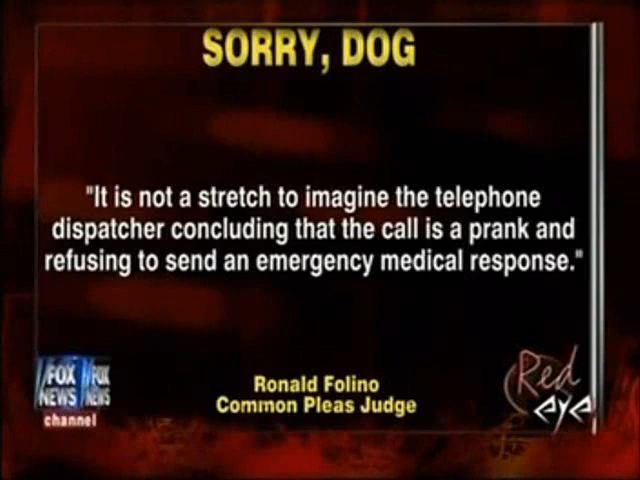 SORRY, DOG
"It is not a stretch to imagine the telephone
dispatcher concluding that the call is a prank and
refusing to send an emergency medical response."
Ronald Folino
Common Pleas Judge
FOX NEWS
FOX NEWS
channel
Red
eye